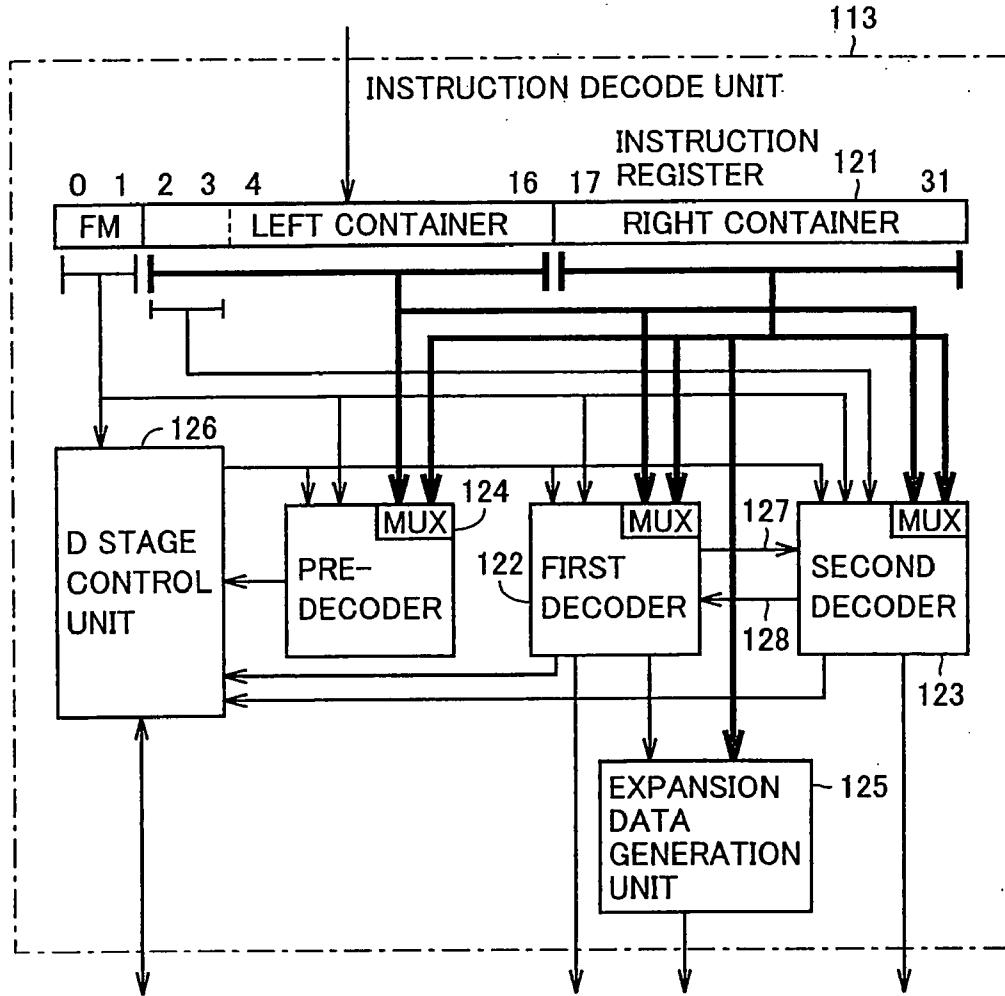 113
INSTRUCTION DECODE UNIT
INSTRUCTION
REGISTER
121
0 1 2 3 4 16 17 31
FM LEFT CONTAINER RIGHT CONTAINER
126
D STAGE
CONTROL
UNIT
124
MUX
PRE-
DECODER
122
MUX
FIRST
DECODER
127
128
MUX
SECOND
DECODER
123
EXPANSION
DATA
GENERATION
UNIT
125